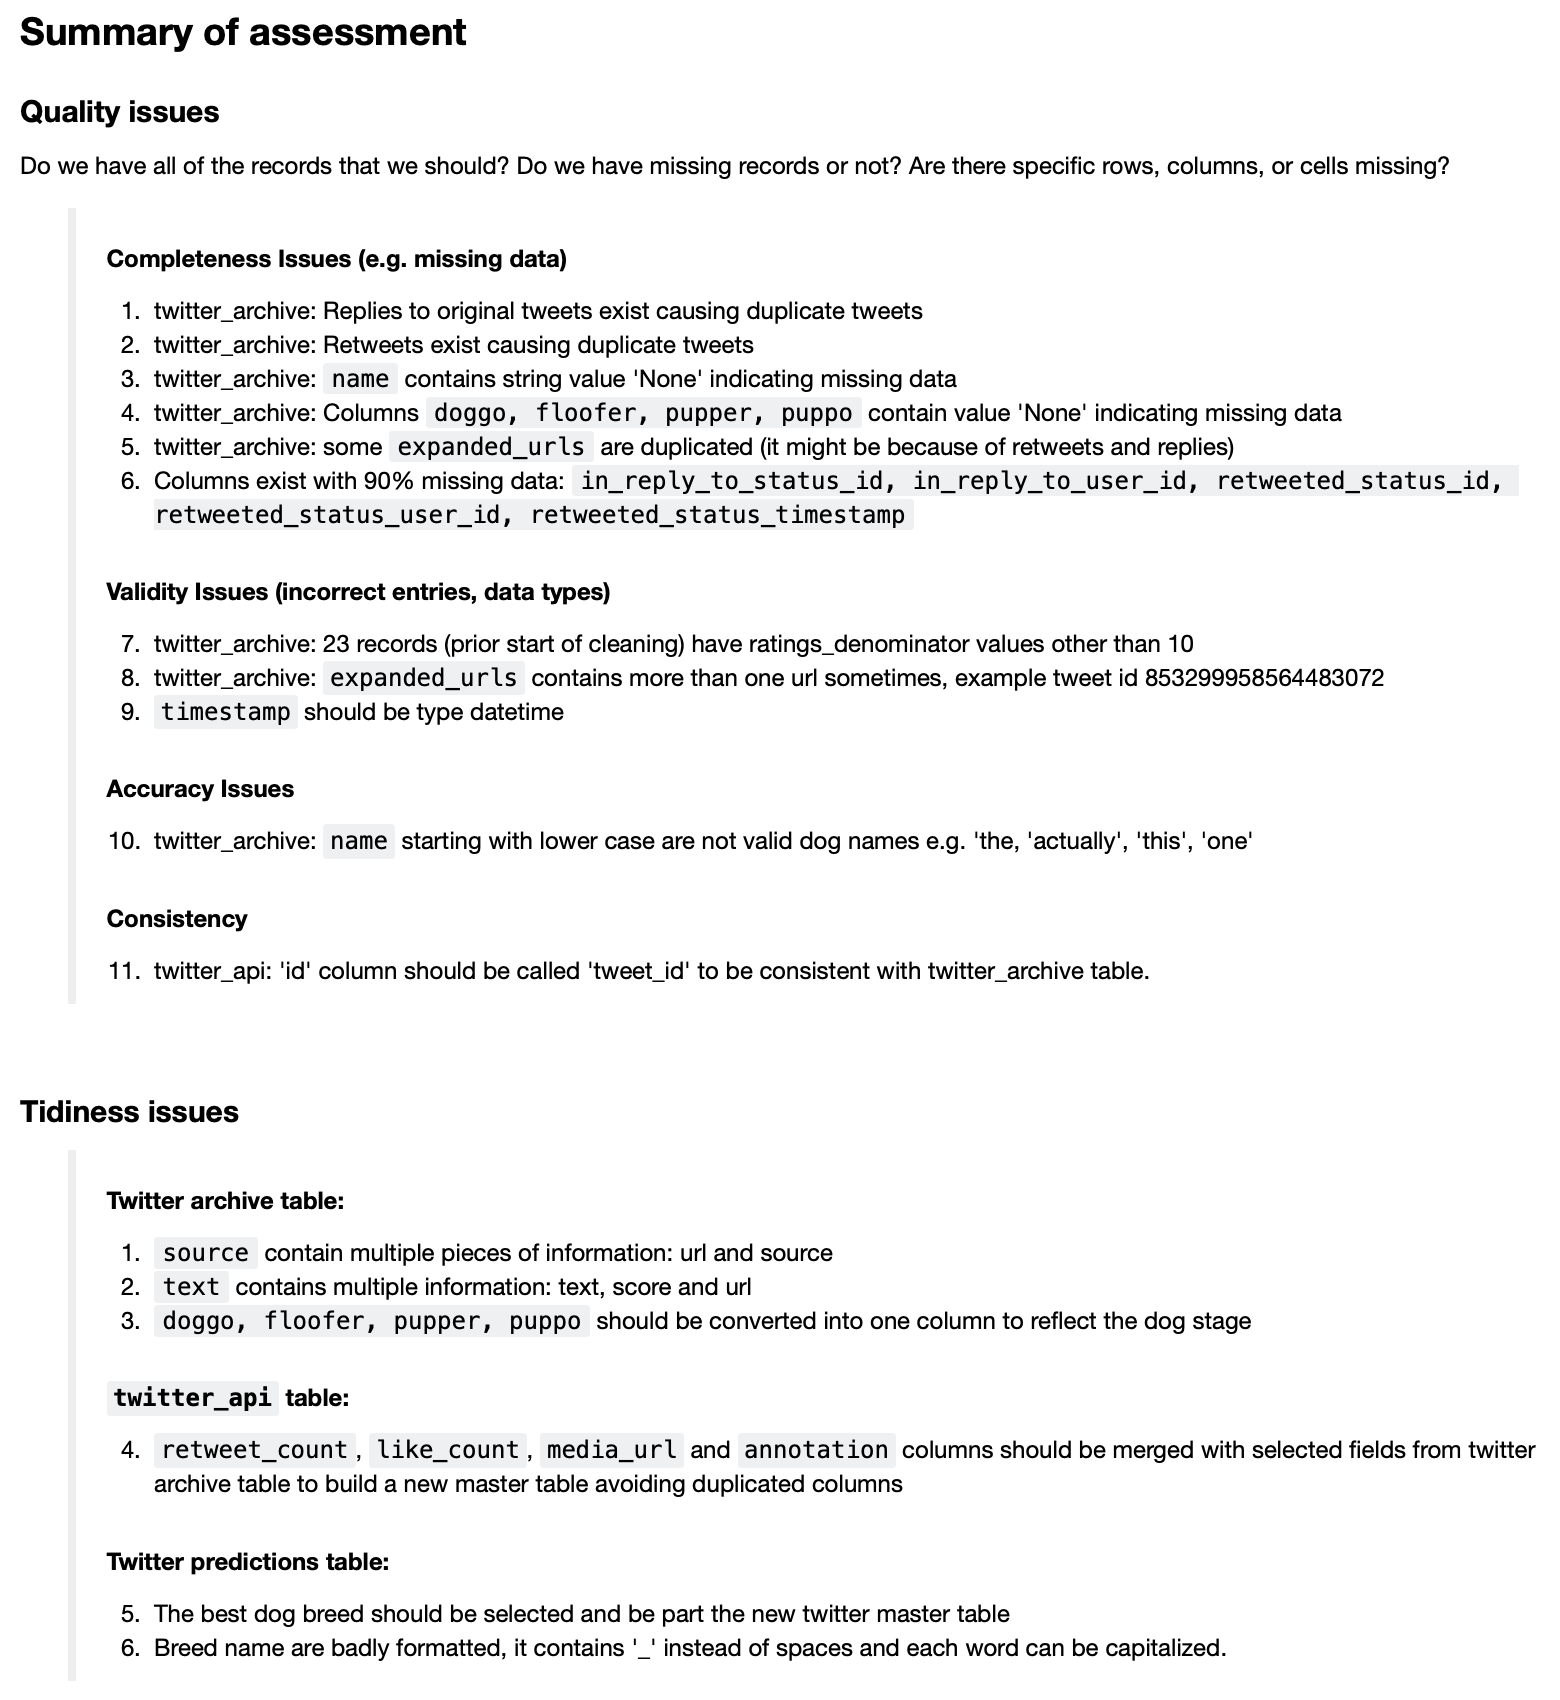 Summary of assessment
Quality issues
Do we have all of the records that we should? Do we have missing records or not? Are there specific rows, columns, or cells missing?
Completeness Issues (e.g. missing data)
1. twitter_archive: Replies to original tweets exist causing duplicate tweets
2. twitter_archive: Retweets exist causing duplicate tweets
3. twitter_archive: name contains string value 'None' indicating missing data
4. twitter_archive: Columns doggo, floofer, pupper, puppo contain value 'None' indicating missing data
5. twitter_archive: some expanded_urls are duplicated (it might be because of retweets and replies)
6. Columns exist with 90% missing data: in_reply_to_status_id, in_reply_to_user_id, retweeted_status_id,
retweeted_status_user_id, retweeted_status_timestamp
Validity Issues (incorrect entries, data types)
7. twitter_archive: 23 records (prior start of cleaning) have ratings_denominator values other than 10
8. twitter_archive: expanded_urls contains more than one url sometimes, example tweet id 853299958564483072
9. timestamp should be type datetime
Accuracy Issues
10. twitter_archive: name starting with lower case are not valid dog names e.g. 'the, 'actually', 'this', 'one'
Consistency
11. twitter_api: 'id' column should be called 'tweet_id' to be consistent with twitter_archive table.
Tidiness issues
Twitter archive table:
1. source contain multiple pieces of information: url and source
2. text contains multiple information: text, score and url
3. doggo, floofer, pupper, puppo should be converted into one column to reflect the dog stage
twitter_api table:
4. retweet_count, like_count, media_url and annotation columns should be merged with selected fields from twitter
archive table to build a new master table avoiding duplicated columns
Twitter predictions table:
5. The best dog breed should be selected and be part the new twitter master table
6. Breed name are badly formatted, it contains '_' instead of spaces and each word can be capitalized.